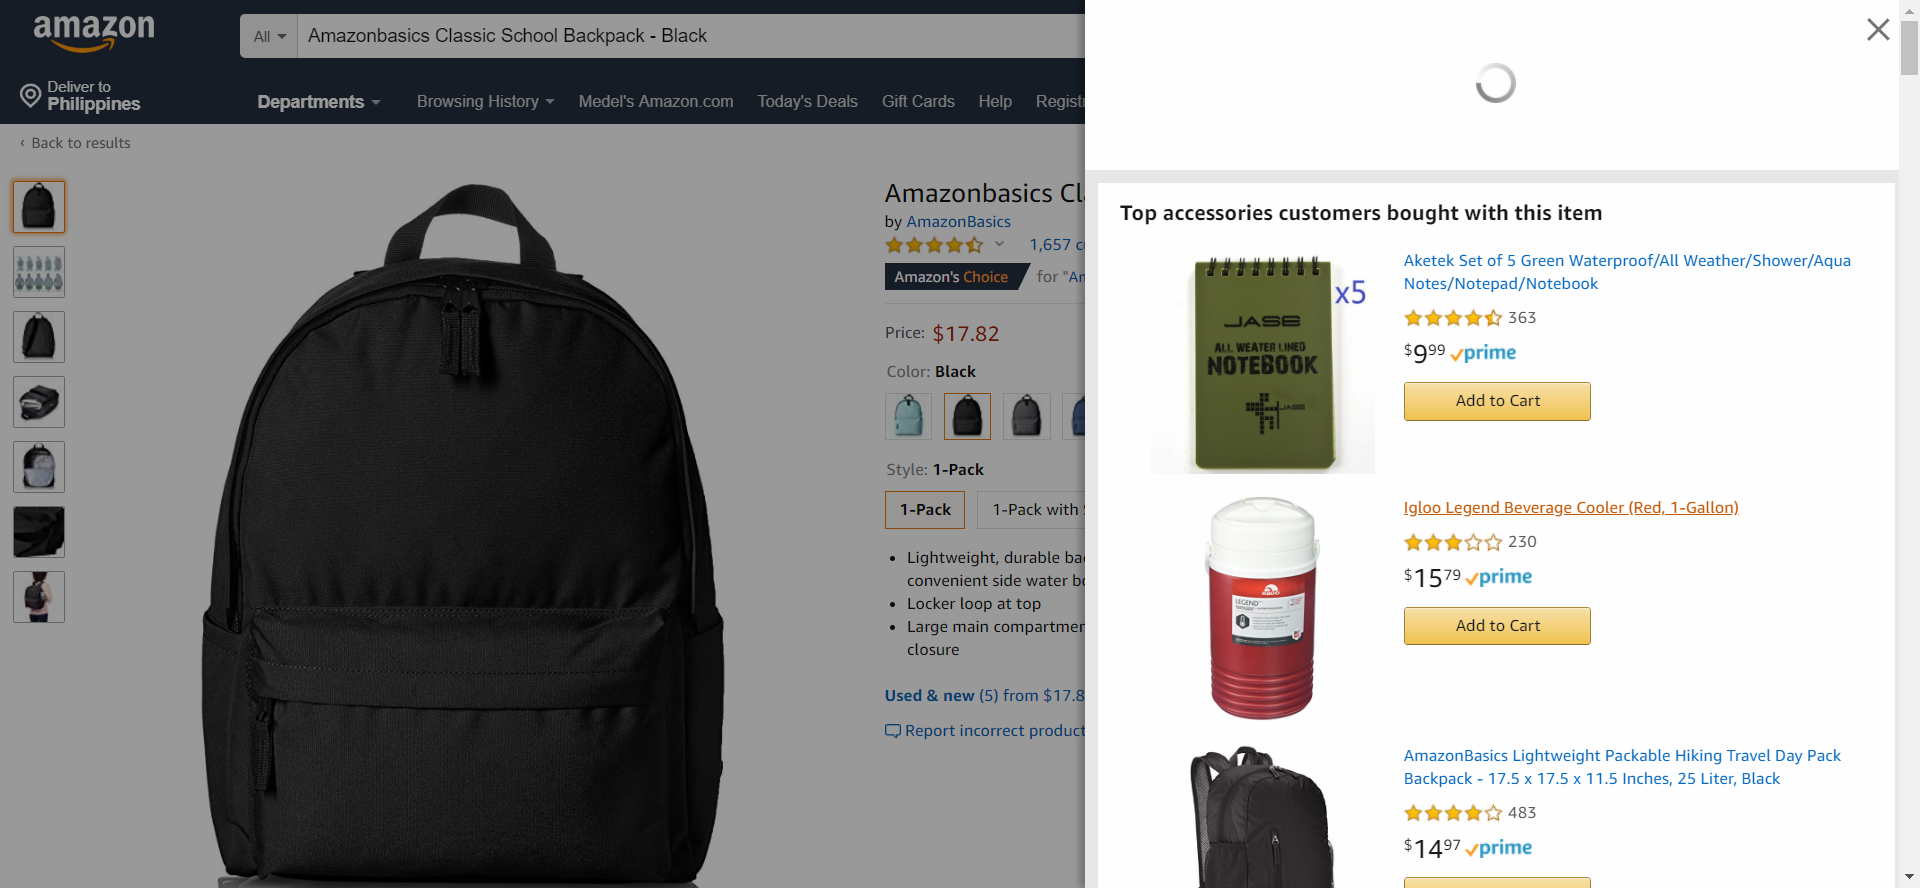 amazon
All
Amazonbasics Classic School Backpack - Black
Deliver to
Philippines
Departments
Browsing History
Medel's Amazon.com
Today's Deals
Gift Cards
Help
Back to results
Amazonbasics
by AmazonBasics
1,657
Amazon's Choice
for
Price: $17.82
Color: Black
Style: 1-Pack
1-Pack
1-Pack with
Lightweight, durable
convenient side water
Locker loop at top
Large main
closure
Used & new (5) from $17.8
Report incorrect product
Top accessories customers bought with this item
x5
JASE
ALL WEATER LINED
NOTEBOOK
JASE
Aketek Set of 5 Green Waterproof/All Weather/Shower/Aqua
Notes/Notepad/Notebook
363
$9 99 prime
Add to Cart
LEGEND
Igloo Legend Beverage Cooler (Red, 1-Gallon)
230
$15 79 prime
Add to Cart
AmazonBasics Lightweight Packable Hiking Travel Day Pack
Backpack - 17.5 x 17.5 x 11.5 Inches, 25 Liter, Black
483
$14 97 prime